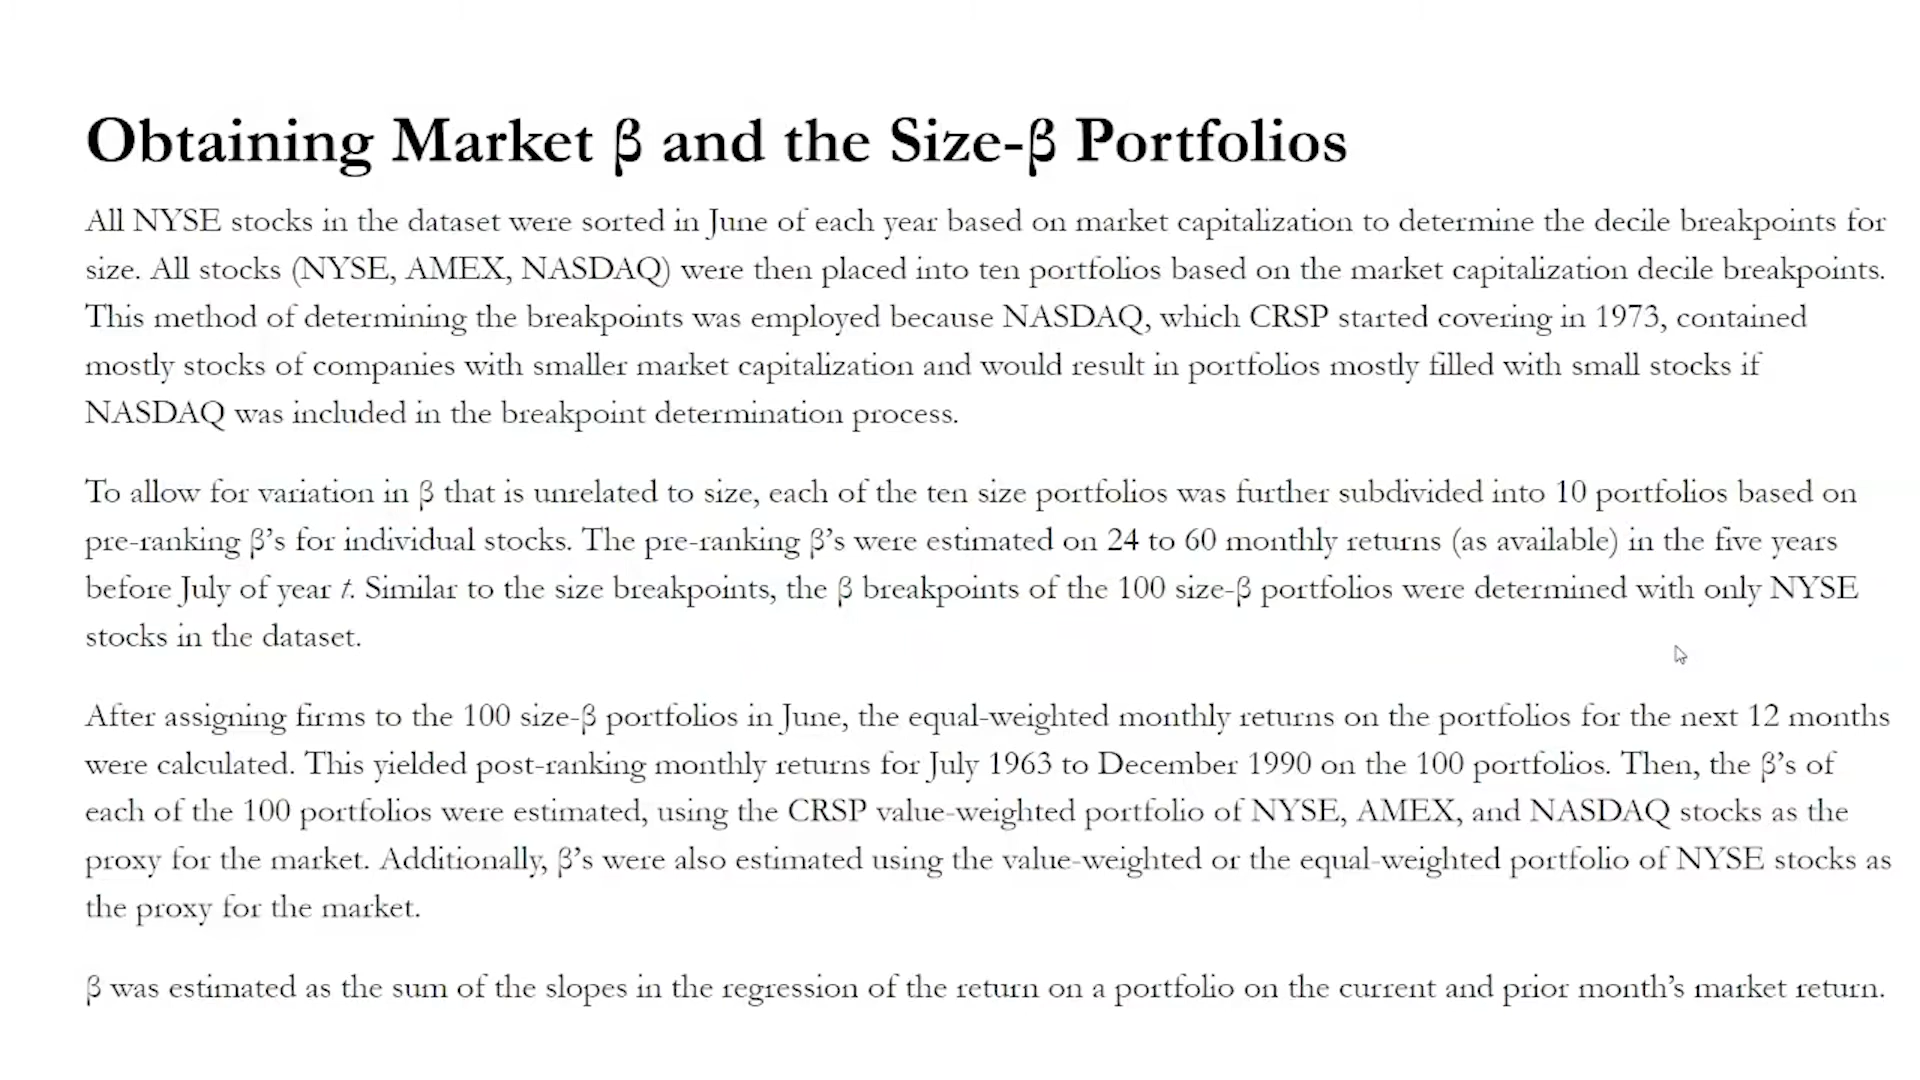 Obtaining Market β and the Size-β Portfolios
All NYSE stocks in the dataset were sorted in June of each year based on market capitalization to determine the decile breakpoints for
size. All stocks (NYSE, AMEX, NASDAQ) were then placed into ten portfolios based on the market capitalization decile breakpoints.
This method of determining the breakpoints was employed because NASDAQ, which CRSP started covering in 1973, contained
mostly stocks of companies with smaller market capitalization and would result in portfolios mostly filled with small stocks if
NASDAQ was included in the breakpoint determination process.
To allow for variation in β that is unrelated to size, each of the ten size portfolios was further subdivided into 10 portfolios based on
pre-ranking β’s for individual stocks. The pre-ranking β’s were estimated on 24 to 60 monthly returns (as available) in the five years
before July of year t. Similar to the size breakpoints, the β breakpoints of the 100 size-β portfolios were determined with only NYSE
stocks in the dataset.
After assigning firms to the 100 size-β portfolios in June, the equal-weighted monthly returns on the portfolios for the next 12 months
were calculated. This yielded post-ranking monthly returns for July 1963 to December 1990 on the 100 portfolios. Then, the β’s of
each of the 100 portfolios were estimated, using the CRSP value-weighted portfolio of NYSE, AMEX, and NASDAQ stocks as the
proxy for the market. Additionally, β’s were also estimated using the value-weighted or the equal-weighted portfolio of NYSE stocks as
the proxy for the market.
β was estimated as the sum of the slopes in the regression of the return on a portfolio on the current and prior month’s market return.